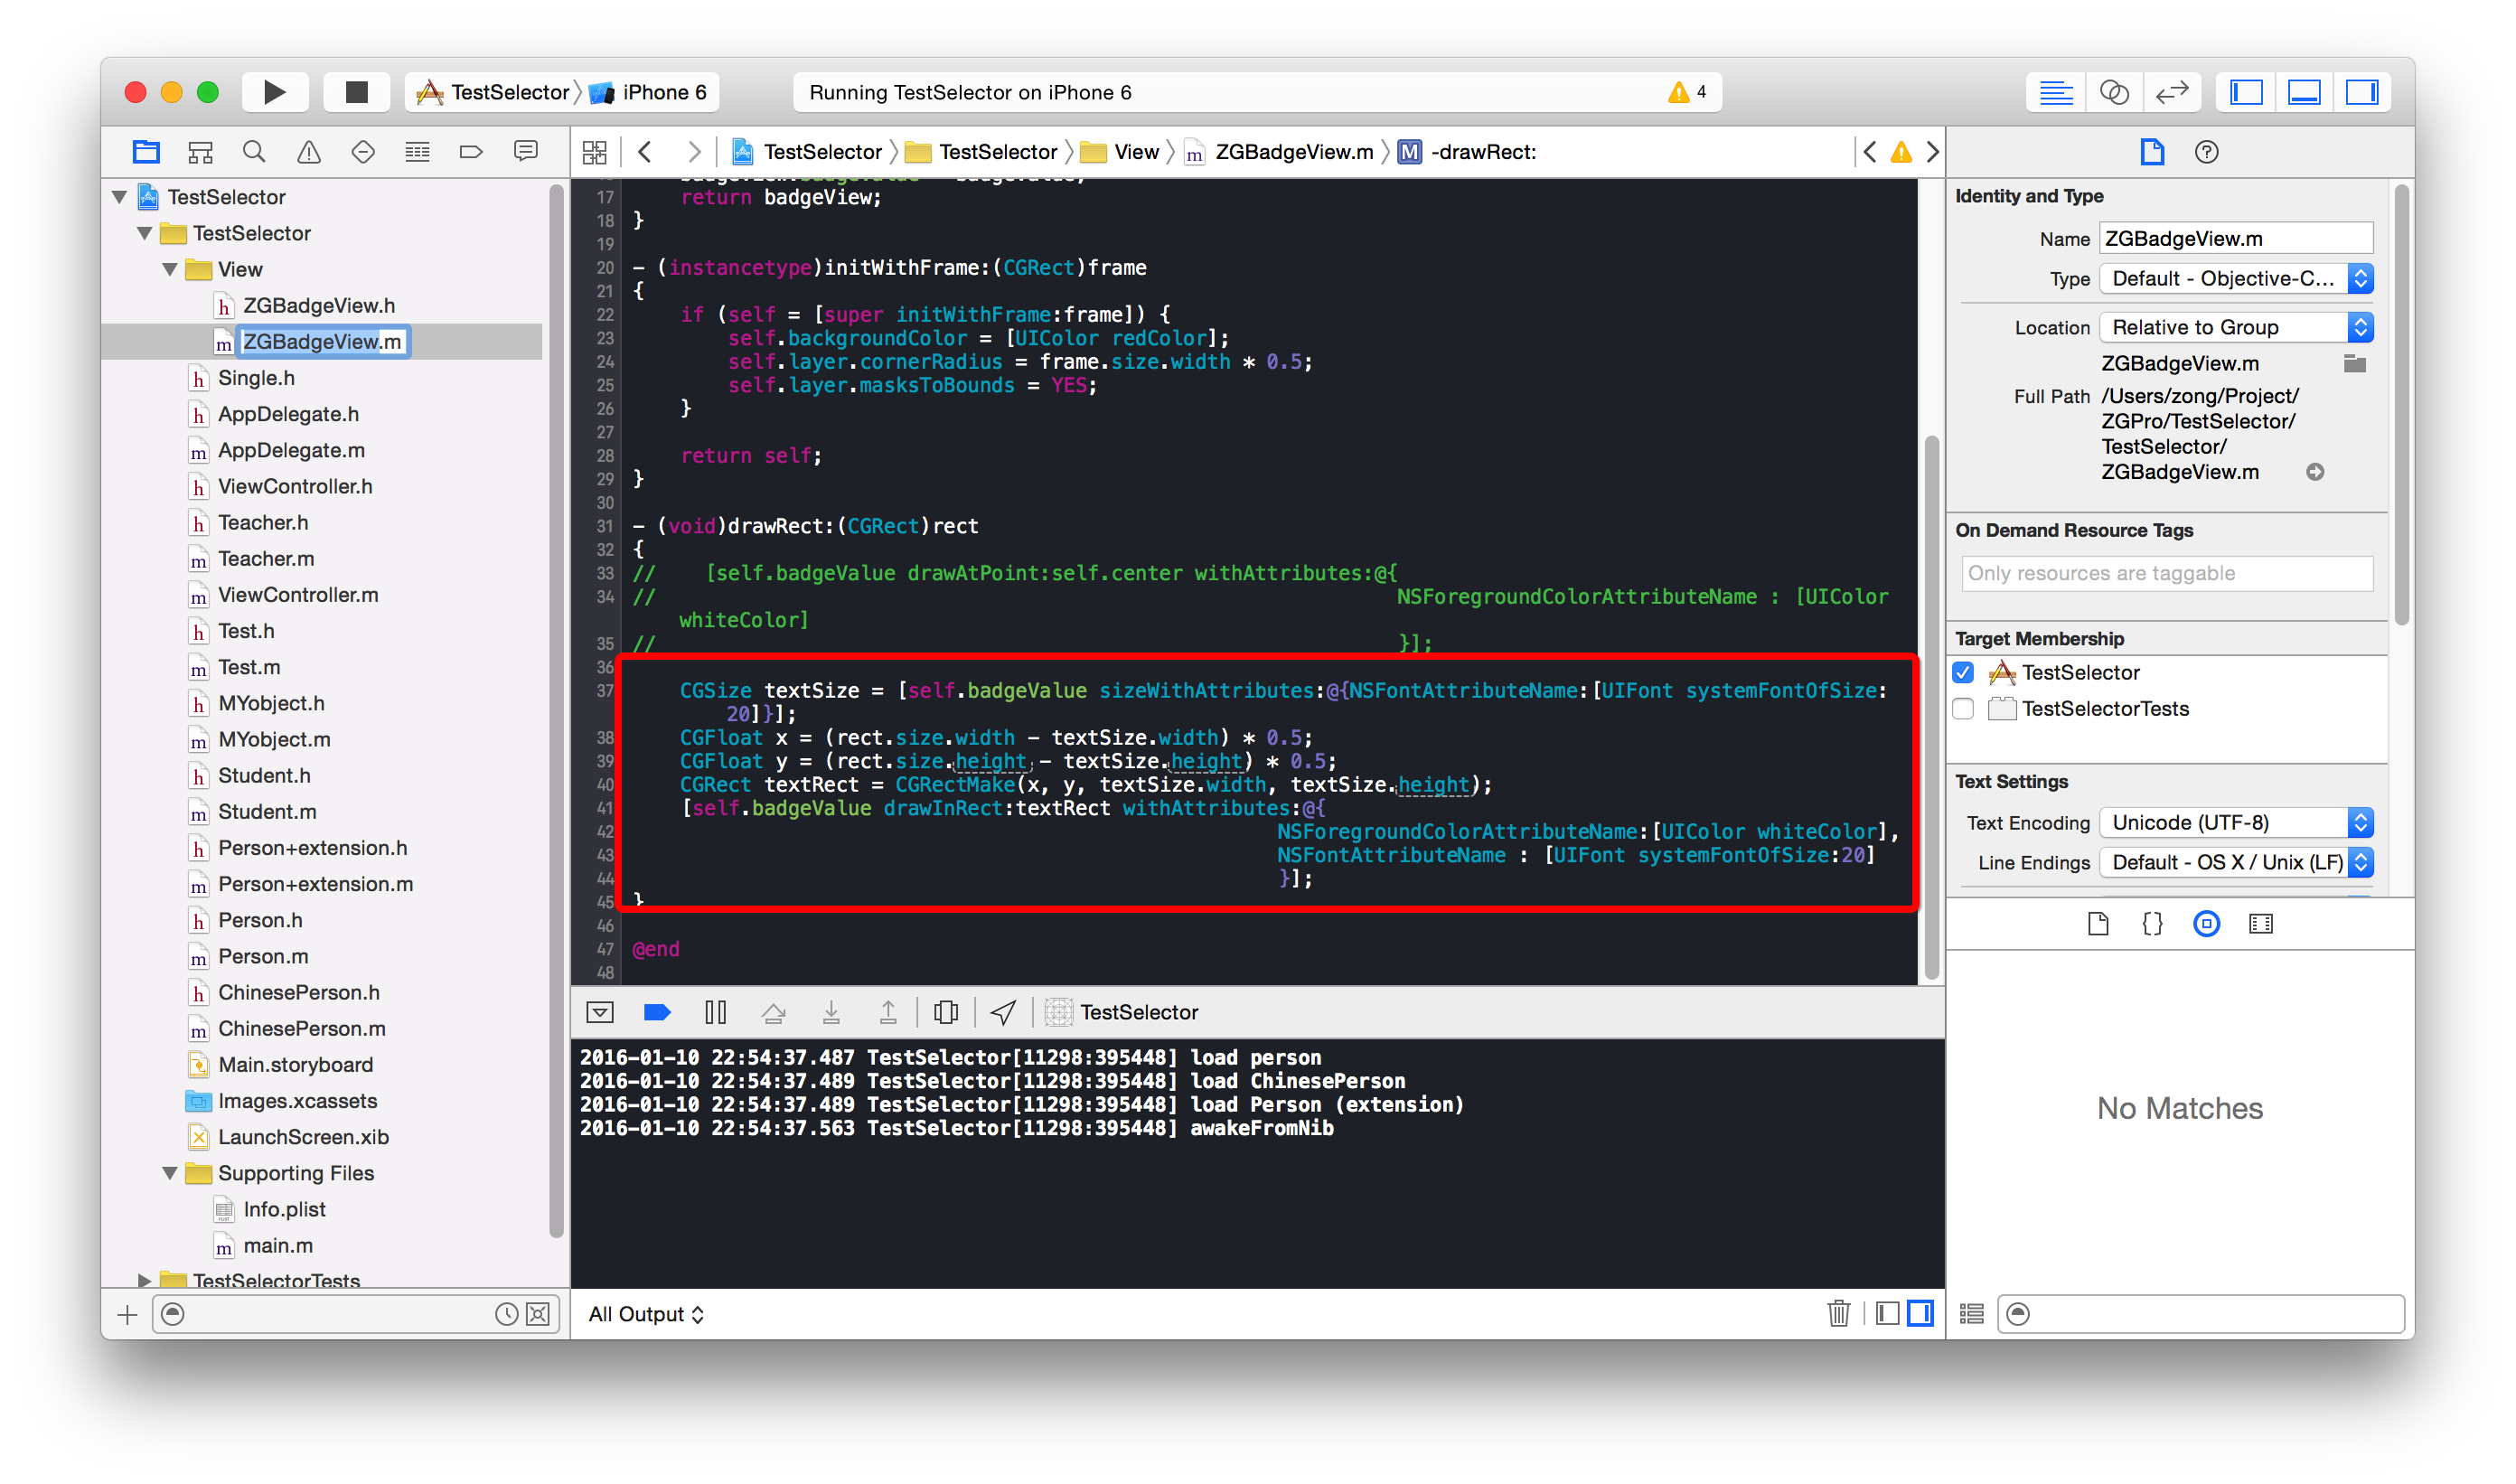 TestSelector iPhone 6
Running TestSelector on iPhone 6
4
TestSelector
TestSelector
View
ZGBadgeView.h
ZGBadgeView.m
Single.h
AppDelegate.h
AppDelegate.m
ViewController.h
Teacher.h
Teacher.m
ViewController.m
Test.h
Test.m
MYobject.h
MYobject.m
Student.h
Student.m
Person+extension.h
Person+extension.m
Person.h
Person.m
ChinesePerson.h
ChinesePerson.m
Main.storyboard
Images.xcassets
LaunchScreen.xib
Supporting Files
Info.plist
main.m
TestSelectorTests
TestSelector TestSelector View ZGBadgeView.m M -drawRect:
17 return badgeView;
18 }
19
20 - (instancetype)initWithFrame:(CGRect)frame
21 {
22 if (self = [super initWithFrame:frame]) {
23 self.backgroundColor = [UIColor redColor];
24 self.layer.cornerRadius = frame.size.width * 0.5;
25 self.layer.masksToBounds = YES;
26 }
27
28 return self;
29 }
30
31 - (void)drawRect:(CGRect)rect
32 {
33 // [self.badgeValue drawAtPoint:self.center withAttributes:@{
34 // NSForegroundColorAttributeName : [UIColor
whiteColor]
35 // }];
36
37 CGSize textSize = [self.badgeValue sizeWithAttributes:@{NSFontAttributeName:[UIFont systemFontOfSize:
20]}];
38 CGFloat x = (rect.size.width - textSize.width) * 0.5;
39 CGFloat y = (rect.size.height - textSize.height) * 0.5;
40 CGRect textRect = CGRectMake(x, y, textSize.width, textSize.height);
41 [self.badgeValue drawInRect:textRect withAttributes:@{
42 NSForegroundColorAttributeName:[UIColor whiteColor],
43 NSFontAttributeName : [UIFont systemFontOfSize:20]
44 }];
45 }
46
47 @end
48
TestSelector
2016-01-10 22:54:37.487 TestSelector[11298:395448] load person
2016-01-10 22:54:37.489 TestSelector[11298:395448] load ChinesePerson
2016-01-10 22:54:37.489 TestSelector[11298:395448] load Person (extension)
2016-01-10 22:54:37.563 TestSelector[11298:395448] awakeFromNib
All Output
Identity and Type
Name ZGBadgeView.m
Type Default - Objective-C...
Location Relative to Group
ZGBadgeView.m
Full Path /Users/zong/Project/
ZGPro/TestSelector/
TestSelector/
ZGBadgeView.m
On Demand Resource Tags
Only resources are taggable
Target Membership
TestSelector
TestSelectorTests
Text Settings
Text Encoding Unicode (UTF-8)
Line Endings Default - OS X / Unix (LF)
No Matches